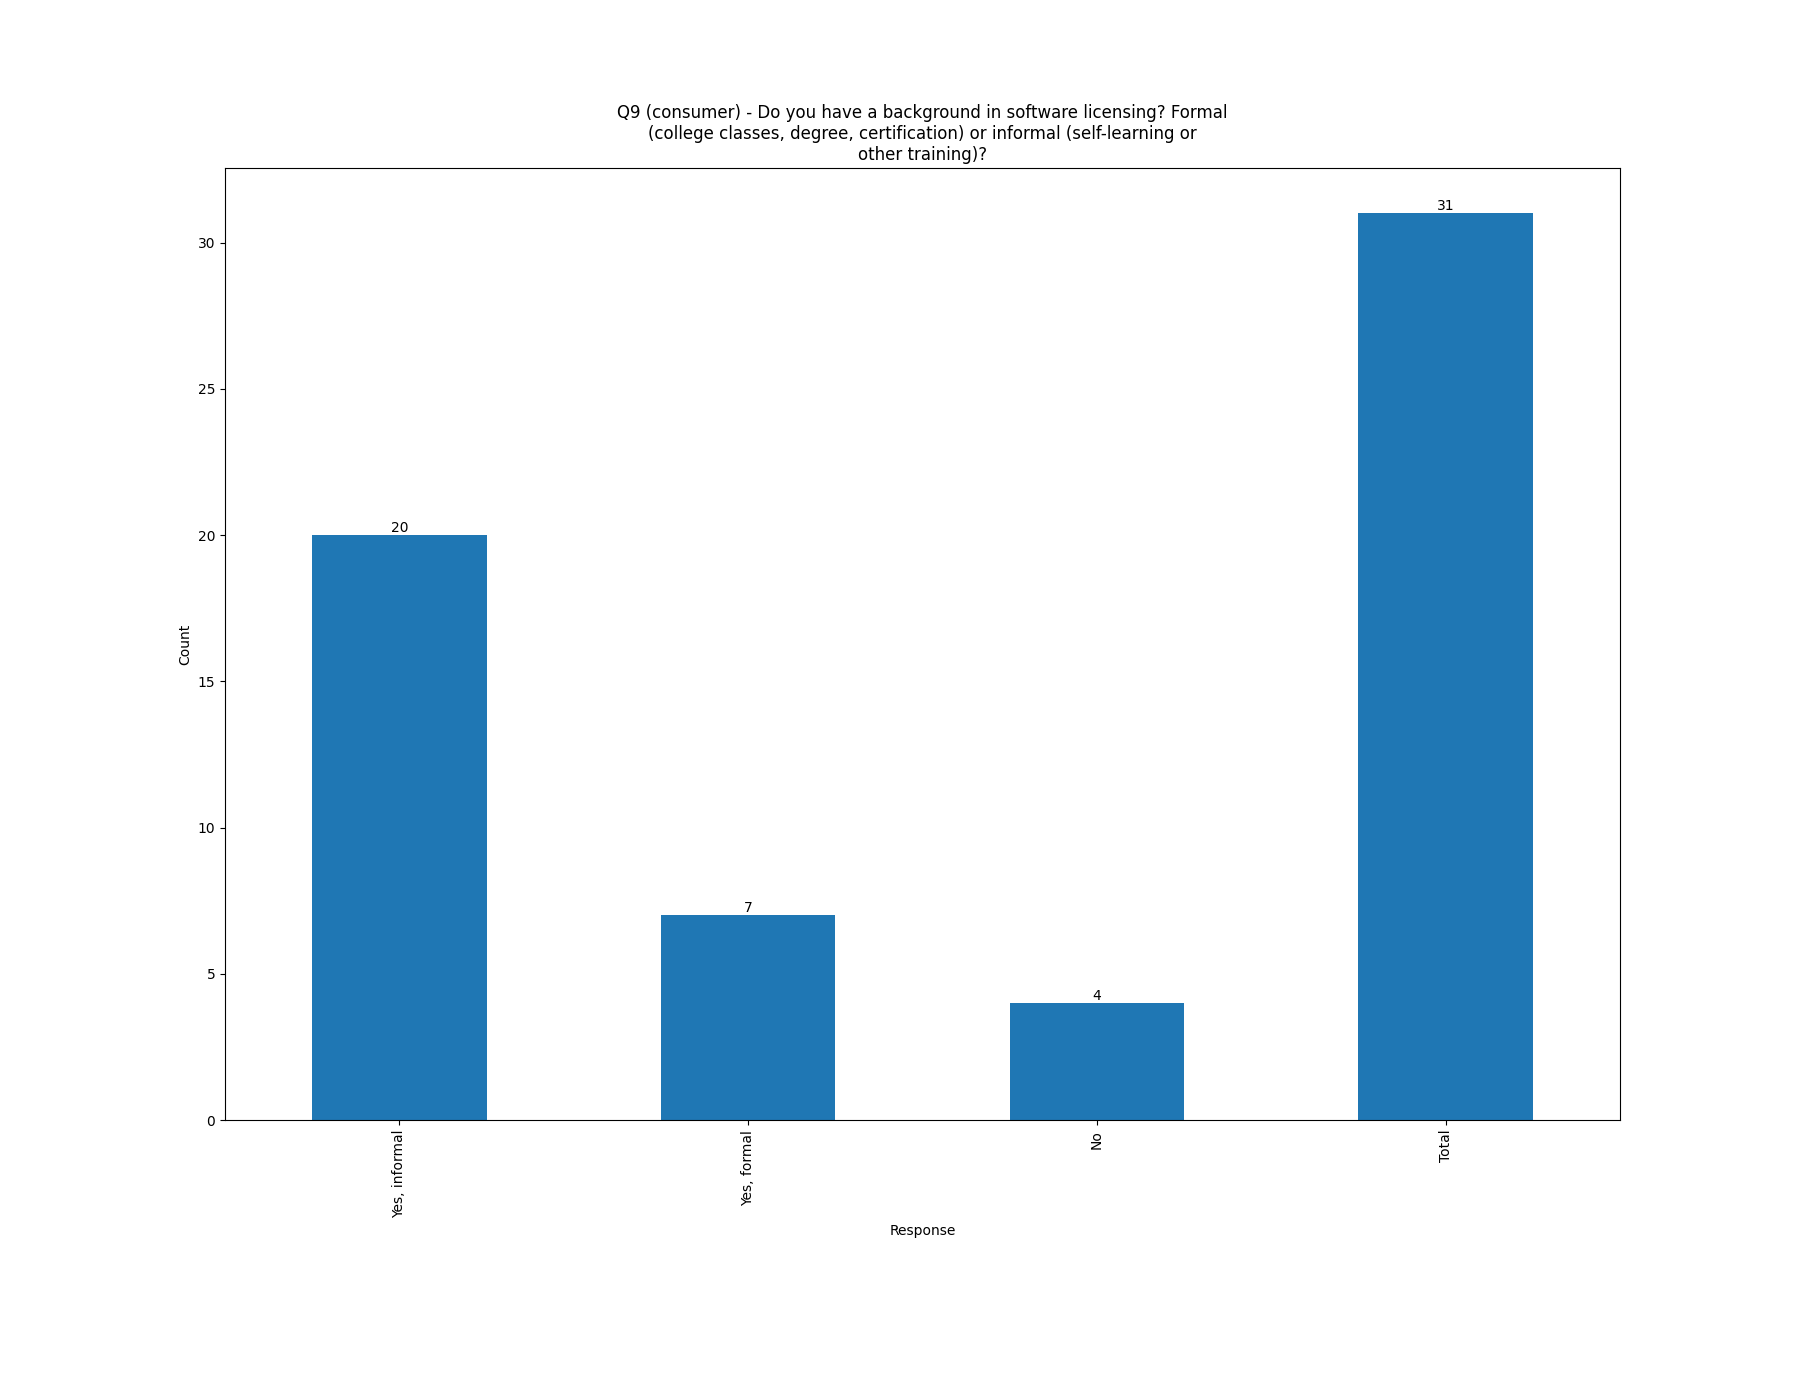 Q9 (consumer) - Do you have a background in software licensing? Formal
(college classes, degree, certification) or informal (self-learning or
other training)?
31
30
25
20
20
Count
15
10
7
5
4
0
Yes, informal
Yes, formal
No
Total
Response